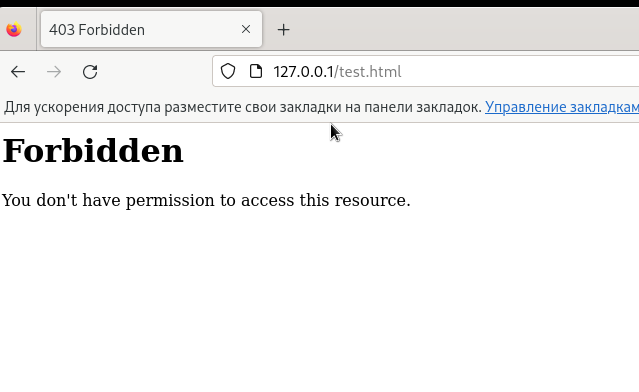 403 Forbidden
127.0.0.1/test.html
Для ускорения доступа разместите свои закладки на панели закладок. Управление закладкам
Forbidden
You don't have permission to access this resource.